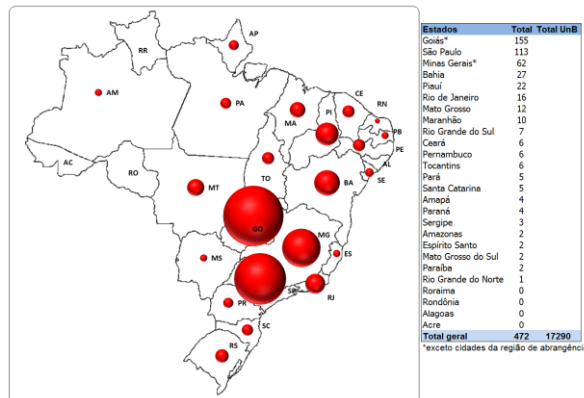 AP
RR
AM
PA
MA
CE
RN
PI
PB
PE
AC
TO
AL
SE
RO
MT
BA
GO
MG
MS
ES
SP
RJ
PR
SC
RS
Estados Total Total UnB
Goiás* 155
São Paulo 113
Minas Gerais* 62
Bahia 27
Piauí 22
Rio de Janeiro 16
Mato Grosso 12
Maranhão 10
Rio Grande do Sul 7
Ceará 6
Pernambuco 6
Tocantins 6
Pará 5
Santa Catarina 5
Amapá 4
Paraná 4
Sergipe 3
Amazonas 2
Espírito Santo 2
Mato Grosso do Sul 2
Paraíba 2
Rio Grande do Norte 1
Roraima 0
Rondônia 0
Alagoas 0
Acre 0
Total geral 472 17290
*exceto cidades da região de abrangênci